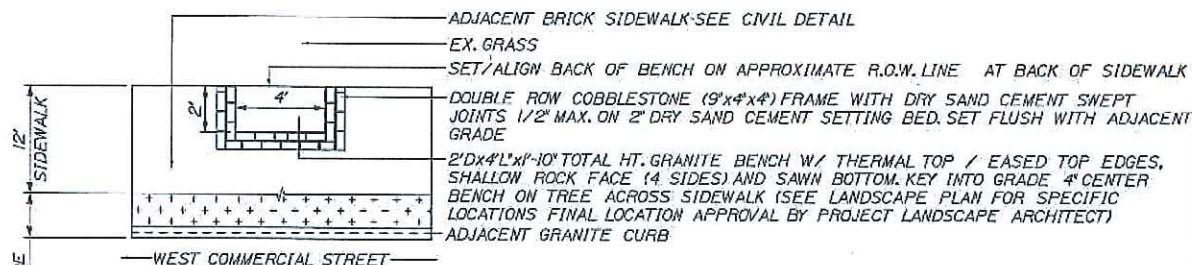 ADJACENT BRICK SIDEWALK-SEE CIVIL DETAIL
EX. GRASS
SET/ALIGN BACK OF BENCH ON APPROXIMATE R.O.W. LINE AT BACK OF SIDEWALK
4'
2'
DOUBLE ROW COBBLESTONE (9"x4"x4") FRAME WITH DRY SAND CEMENT SWEPT
JOINTS 1/2" MAX. ON 2" DRY SAND CEMENT SETTING BED. SET FLUSH WITH ADJACENT
GRADE
12'
SIDEWALK
2'Dx4'L"x1'-10" TOTAL HT. GRANITE BENCH W/ THERMAL TOP / EASED TOP EDGES,
SHALLOW ROCK FACE (4 SIDES) AND SAWN BOTTOM. KEY INTO GRADE 4" CENTER
BENCH ON TREE ACROSS SIDEWALK (SEE LANDSCAPE PLAN FOR SPECIFIC
LOCATIONS FINAL LOCATION APPROVAL BY PROJECT LANDSCAPE ARCHITECT)
ADJACENT GRANITE CURB
WEST COMMERCIAL STREET